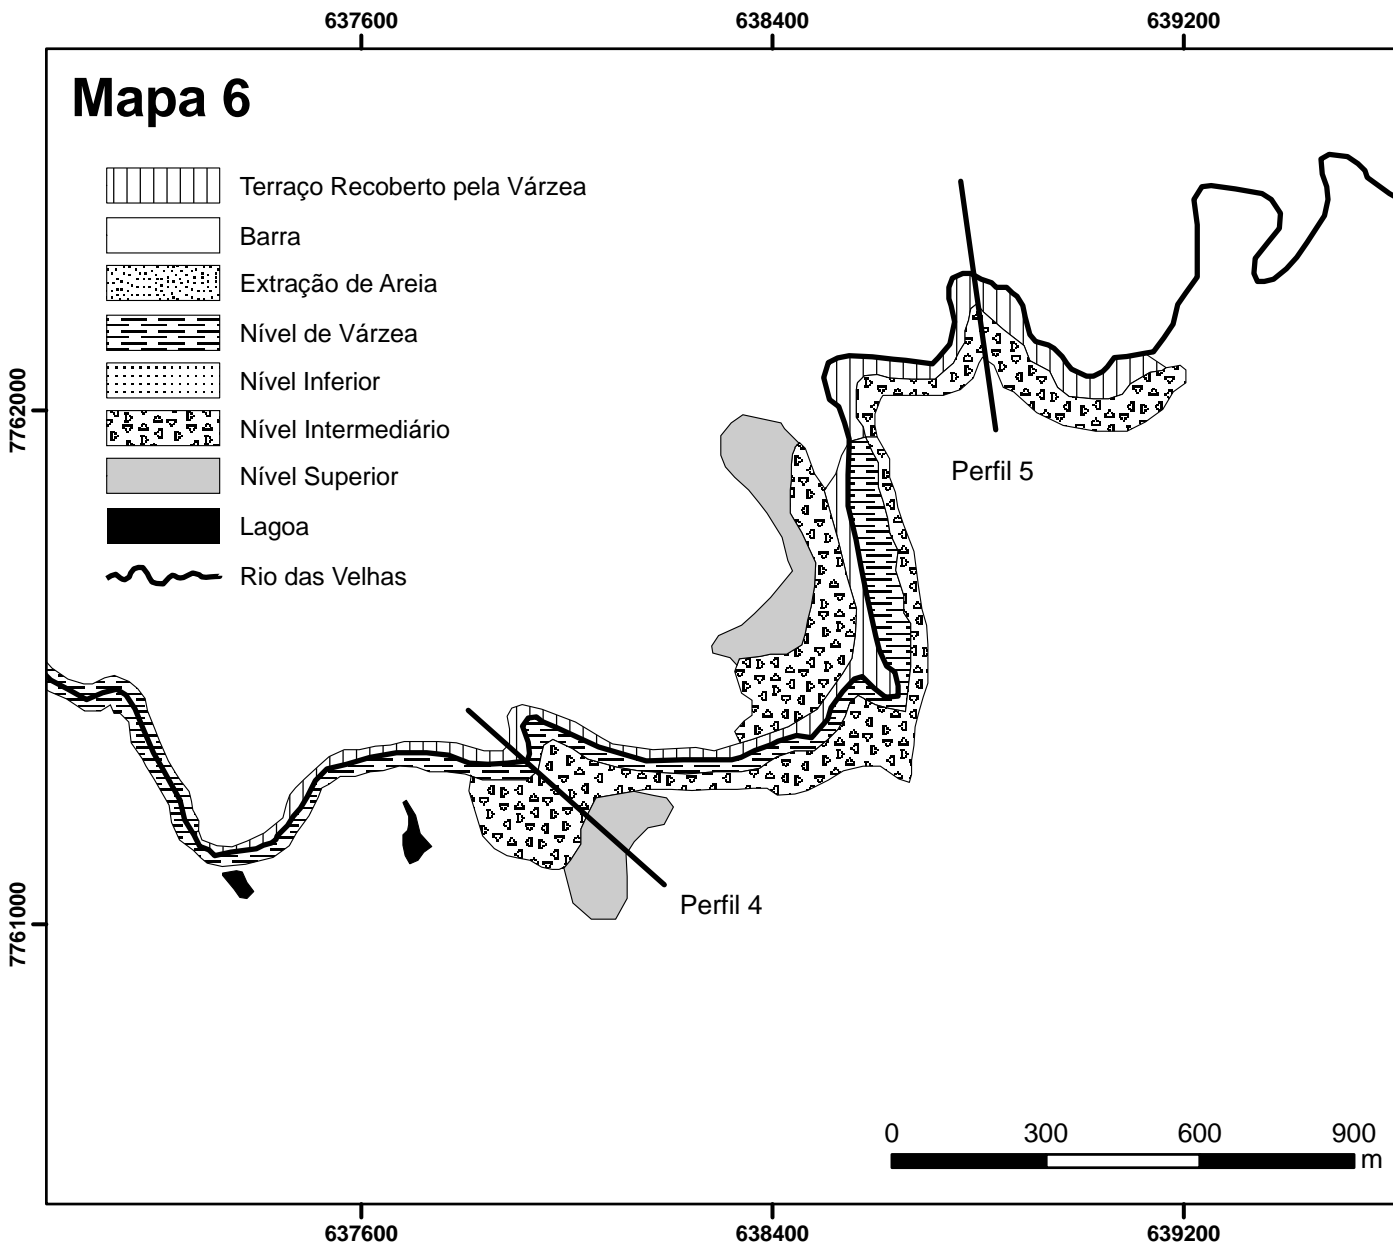 637600 638400 639200
Mapa 6
Terraço Recoberto pela Várzea
Barra
Extração de Areia
Nível de Várzea
Nível Inferior
Nível Intermediário
Nível Superior
Lagoa
Rio das Velhas
7762000
Perfil 5
7761000
Perfil 4
0 300 600 900
m
637600 638400 639200